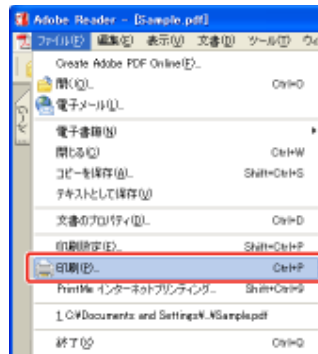 Adobe Reader - [Sample.pdf]
ファイル(F) 編集(E) 表示(V) 文書(D) ツール(T) ウィ
Create Adobe PDF Online(F)...
開く(O)... Ctrl+O
電子メール(L)...
電子書籍(N)
閉じる(C) Ctrl+W
コピーを保存(A)... Shift+Ctrl+S
テキストとして保存(V)
文書のプロパティ(D)... Ctrl+D
印刷設定(E)... Shift+Ctrl+P
印刷(P)... Ctrl+P
PrintMe インターネットプリンティング... Shift+Ctrl+9
1 C:¥Documents and Settings¥..¥Sample.pdf
終了(X) Ctrl+Q